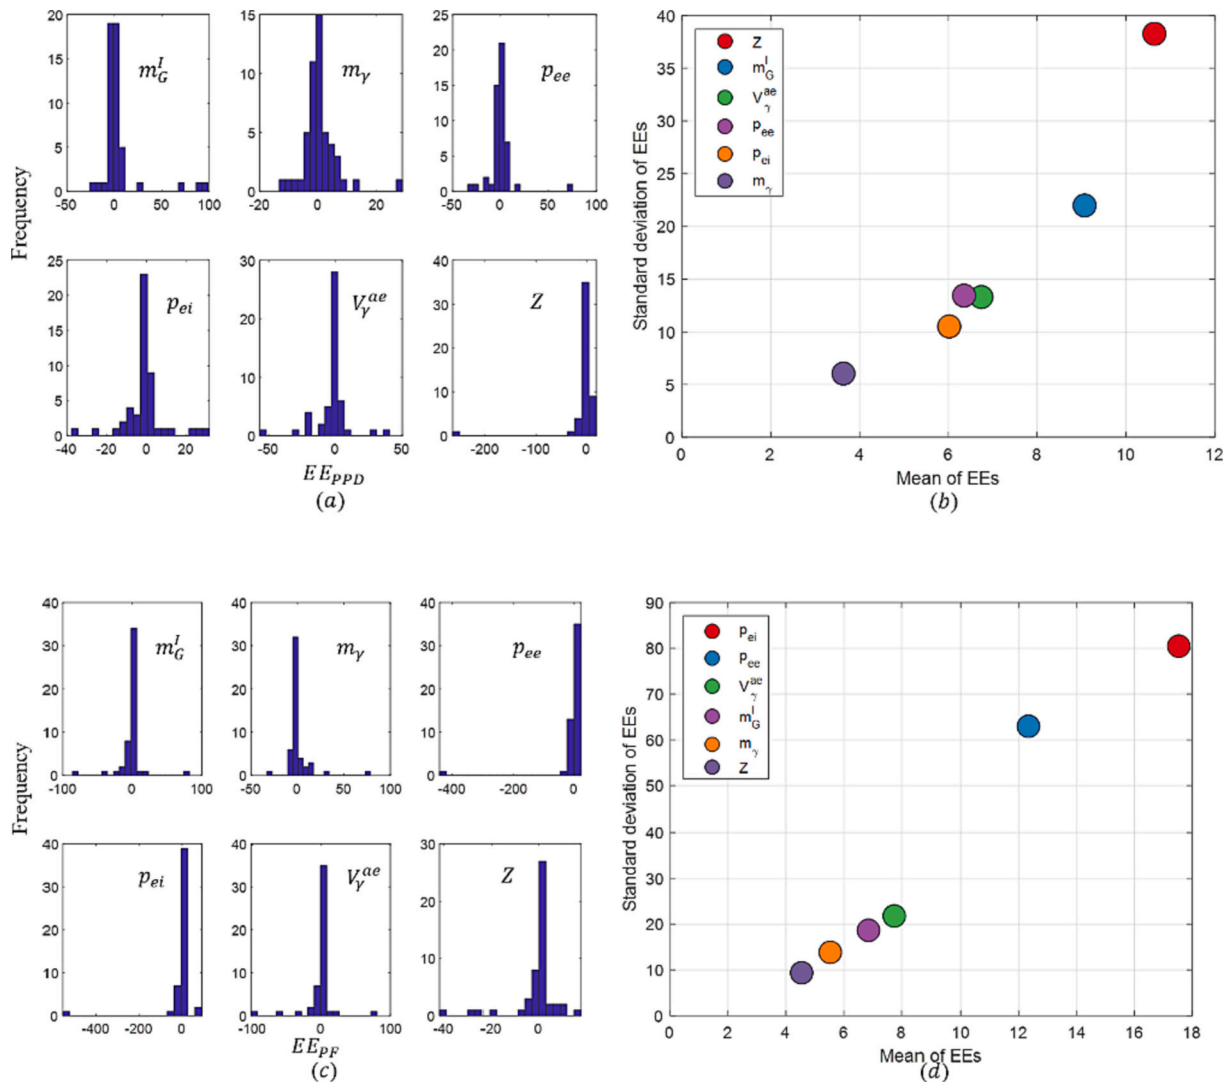 Frequency
20
15
10
5
0
-50 0 50 100
m_G^I
15
10
5
0
-20 0 20
m_γ
25
20
15
10
5
0
-50 0 50 100
p_ee
25
20
15
10
5
0
-40 -20 0 20
p_ei
30
20
10
0
-50 0 50
V_γ^ae
40
30
20
10
0
-200 -100 0
Z
EE_PPD
(a)
Standard deviation of EEs
40
35
30
25
20
15
10
5
0
0 2 4 6 8 10 12
Z
m_G^I
V_γ^ae
p_ee
p_ei
m_γ
Mean of EEs
(b)
Frequency
40
30
20
10
0
-100 0 100
m_G^I
40
30
20
10
0
-50 0 50 100
m_γ
40
30
20
10
0
-400 -200 0
p_ee
40
30
20
10
0
-400 -200 0
p_ei
40
30
20
10
0
-100 0 100
V_γ^ae
30
20
10
0
-40 -20 0
Z
EE_PF
(c)
Standard deviation of EEs
90
80
70
60
50
40
30
20
10
0
0 2 4 6 8 10 12 14 16 18
p_ei
p_ee
V_γ^ae
m_G^I
m_γ
Z
Mean of EEs
(d)